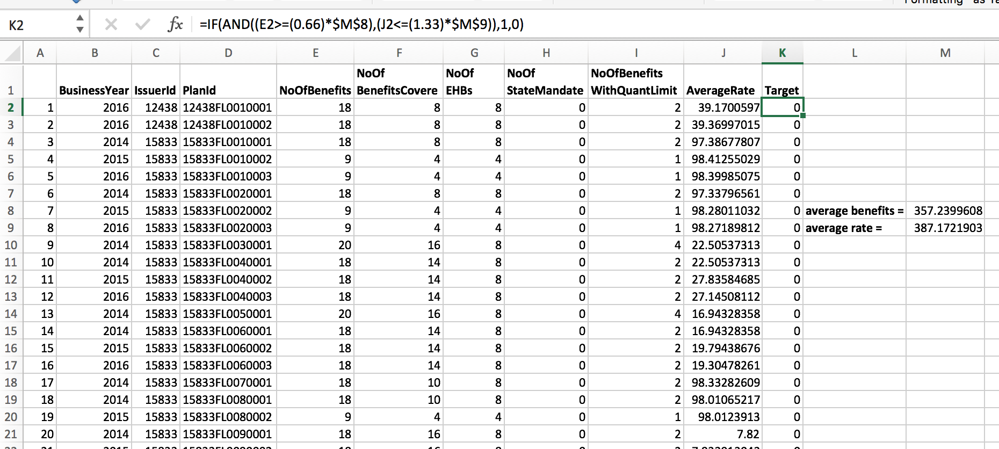 Formatting as Ta
K2 fx =IF(AND((E2>=(0.66)*$M$8),(J2<=(1.33)*$M$9)),1,0)
A B C D E F G H I J K L M
NoOf NoOf NoOf NoOfBenefits
1 BusinessYear IssuerId PlanId NoOfBenefits BenefitsCovere EHBs StateMandate WithQuantLimit AverageRate Target
2 1 2016 12438 12438FL0010001 18 8 8 0 2 39.1700597 0
3 2 2016 12438 12438FL0010002 18 8 8 0 2 39.36997015 0
4 3 2014 15833 15833FL0010001 18 8 8 0 2 97.38677807 0
5 4 2015 15833 15833FL0010002 9 4 4 0 1 98.41255029 0
6 5 2016 15833 15833FL0010003 9 4 4 0 1 98.39985075 0
7 6 2014 15833 15833FL0020001 18 8 8 0 2 97.33796561 0
8 7 2015 15833 15833FL0020002 9 4 4 0 1 98.28011032 0 average benefits = 357.2399608
9 8 2016 15833 15833FL0020003 9 4 4 0 1 98.27189812 0 average rate = 387.1721903
10 9 2014 15833 15833FL0030001 20 16 8 0 4 22.50537313 0
11 10 2014 15833 15833FL0040001 18 14 8 0 2 22.50537313 0
12 11 2015 15833 15833FL0040002 18 14 8 0 2 27.83584685 0
13 12 2016 15833 15833FL0040003 18 14 8 0 2 27.14508112 0
14 13 2014 15833 15833FL0050001 20 16 8 0 4 16.94328358 0
15 14 2014 15833 15833FL0060001 18 14 8 0 2 16.94328358 0
16 15 2015 15833 15833FL0060002 18 14 8 0 2 19.79438676 0
17 16 2016 15833 15833FL0060003 18 14 8 0 2 19.30478261 0
18 17 2014 15833 15833FL0070001 18 10 8 0 2 98.33282609 0
19 18 2014 15833 15833FL0080001 18 10 8 0 2 98.01065217 0
20 19 2015 15833 15833FL0080002 9 4 4 0 1 98.0123913 0
21 20 2014 15833 15833FL0090001 18 16 8 0 2 7.82 0